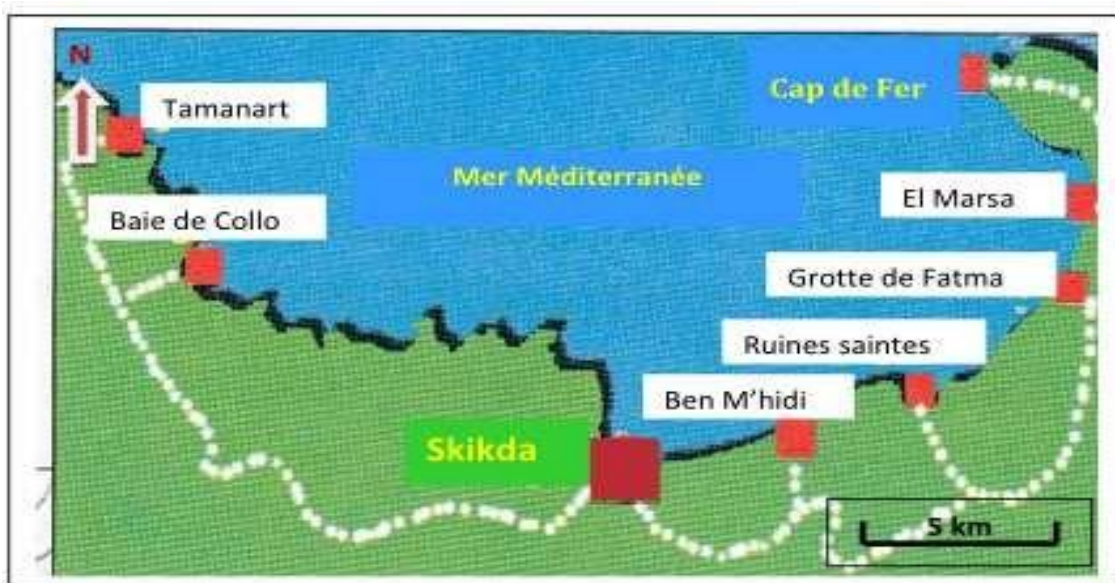 N
Tamanart
Cap de Fer
Mer Méditerranée
El Marsa
Baie de Collo
Grotte de Fatma
Ruines saintes
Ben M'hidi
Skikda
5 km